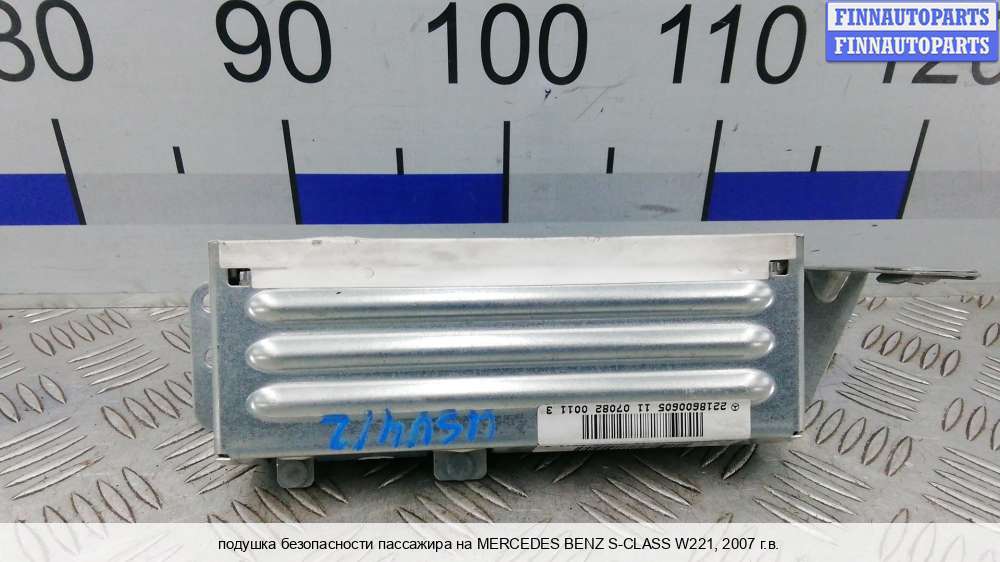 FINNAUTOPARTS
FINNAUTOPARTS
80 90 100 110 120
2218600605 11 07082 0011 3
подушка безопасности пассажира на MERCEDES BENZ S-CLASS W221, 2007 г.в.